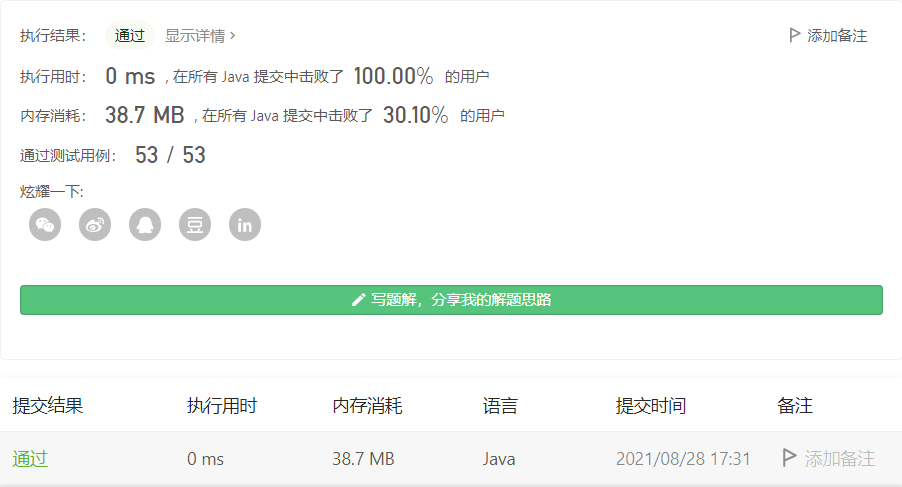 执行结果： 通过 显示详情 › 添加备注
执行用时： 0 ms , 在所有 Java 提交中击败了 100.00% 的用户
内存消耗： 38.7 MB , 在所有 Java 提交中击败了 30.10% 的用户
通过测试用例： 53 / 53
炫耀一下:
豆 in
写题解，分享我的解题思路
提交结果 执行用时 内存消耗 语言 提交时间 备注
通过 0 ms 38.7 MB Java 2021/08/28 17:31 添加备注